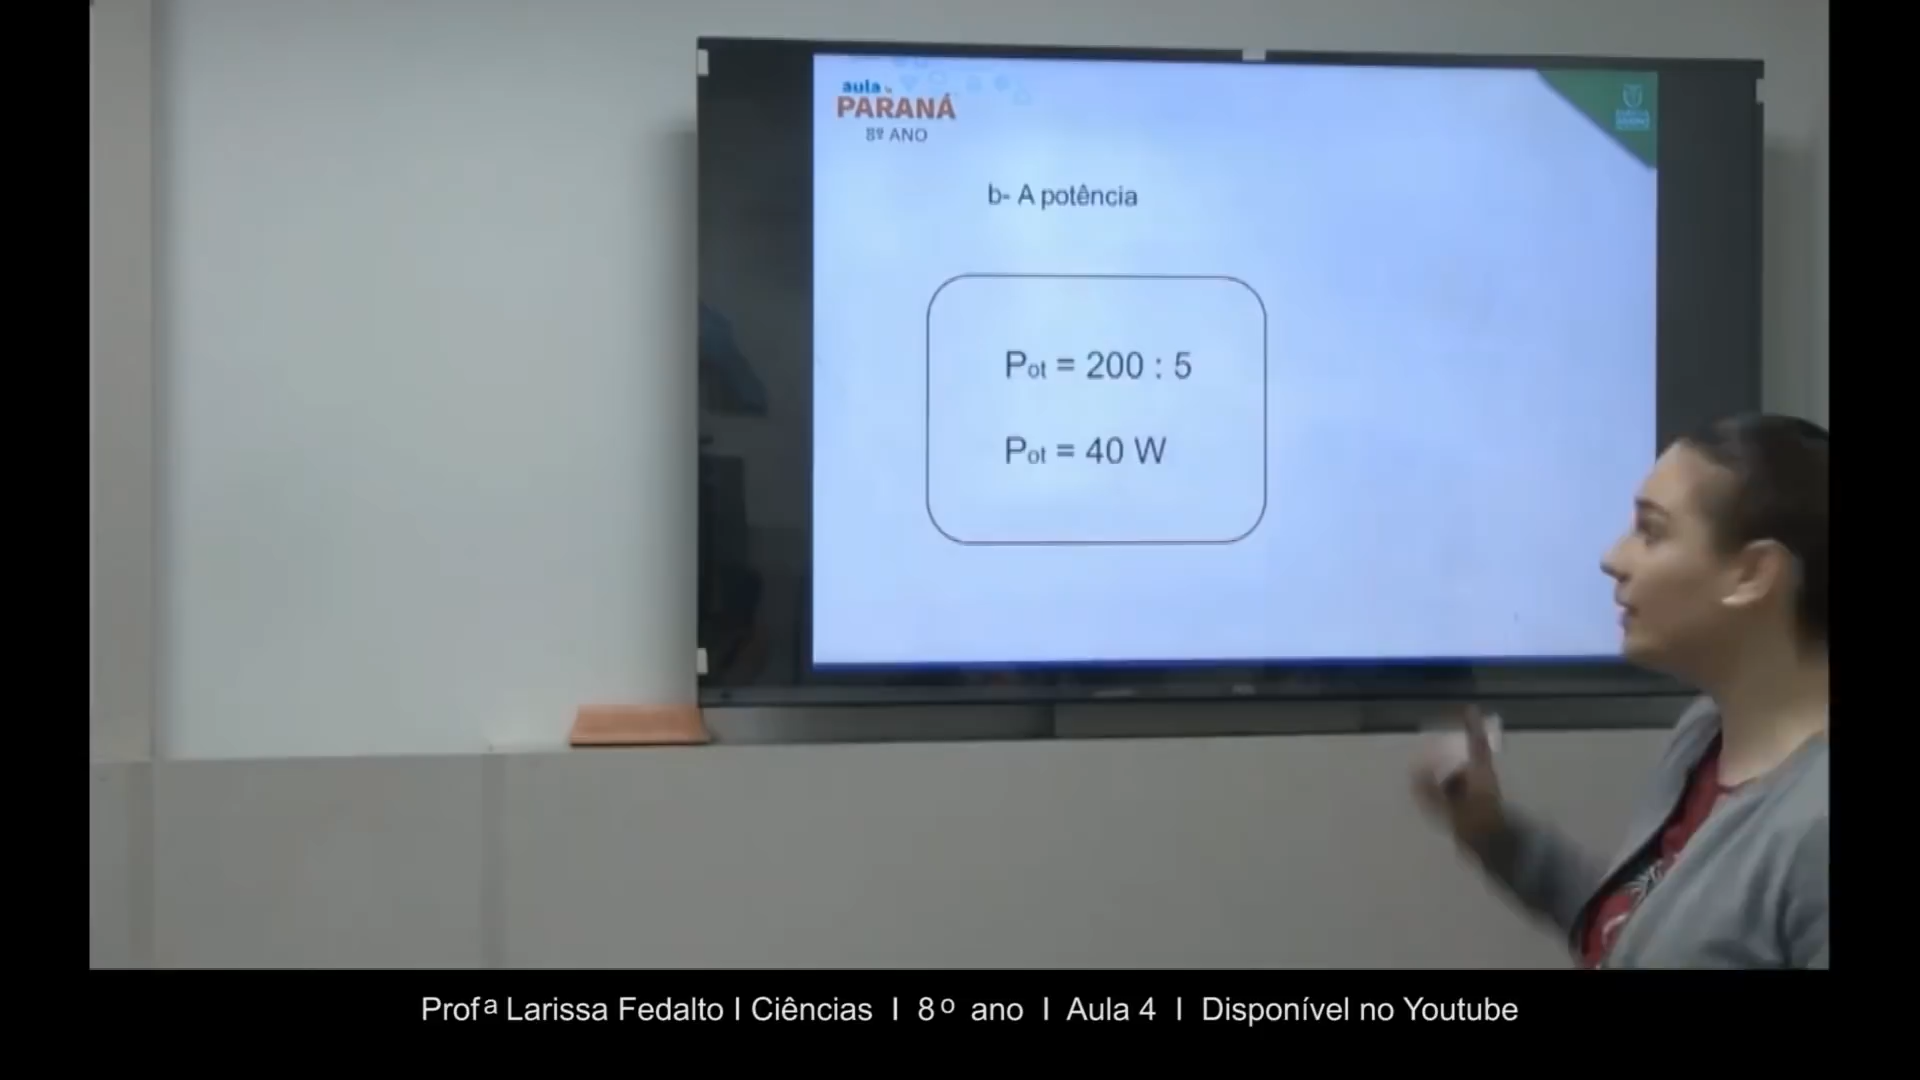 aula
PARANÁ
8º ANO
b- A potência
Pot = 200 : 5
Pot = 40 W
Profª Larissa Fedalto I Ciências I 8º ano I Aula 4 I Disponível no Youtube